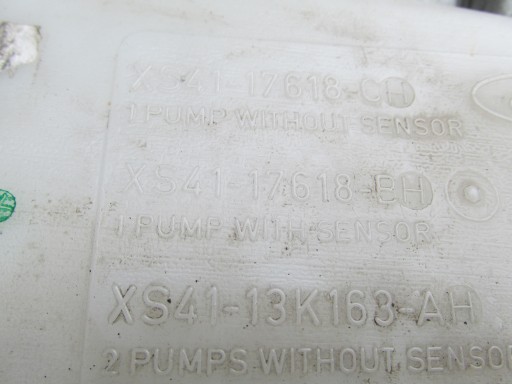 XS41-17618-CH
1 PUMP WITHOUT SENSOR
XS41-17618-EH
1 PUMP WITH SENSOR
XS41-13K163-AH
2 PUMPS WITHOUT SENSOR